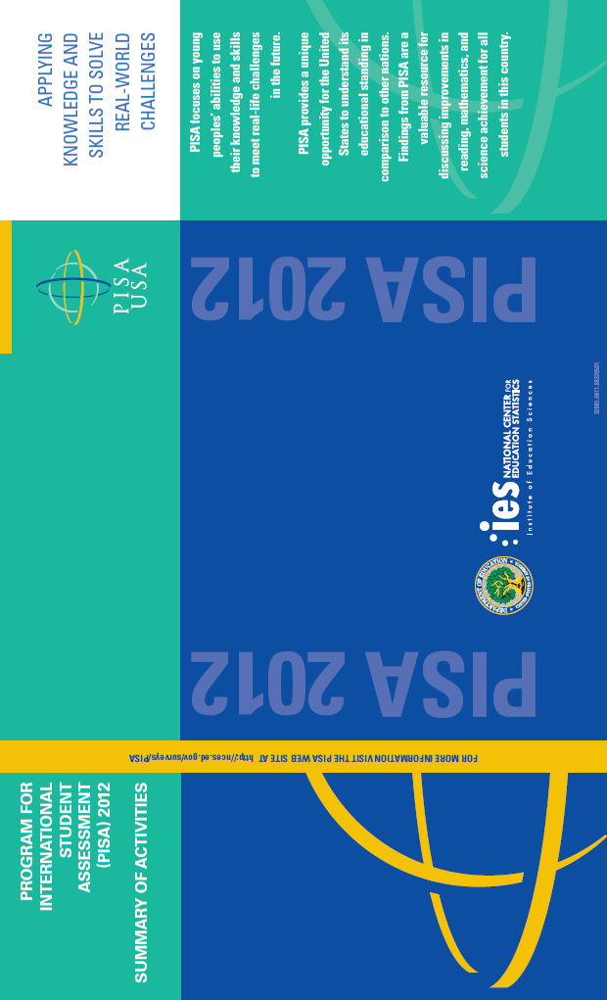 APPLYING
KNOWLEDGE AND
SKILLS TO SOLVE
REAL-WORLD
CHALLENGES
PISA focuses on young
peoples' abilities to use
their knowledge and skills
to meet real-life challenges
in the future.
PISA provides a unique
opportunity for the United
States to understand its
educational standing in
comparison to other nations.
Findings from PISA are a
valuable resource for
discussing improvements in
reading, mathematics, and
science achievement for all
students in this country.
PISA
USA
PISA 2012
ies NATIONAL CENTER FOR
EDUCATION STATISTICS
Institute of Education Sciences
PISA 2012
FOR MORE INFORMATION VISIT THE PISA WEB SITE AT http://nces.ed.gov/surveys/PISA
PROGRAM FOR
INTERNATIONAL
STUDENT
ASSESSMENT
(PISA) 2012
SUMMARY OF ACTIVITIES